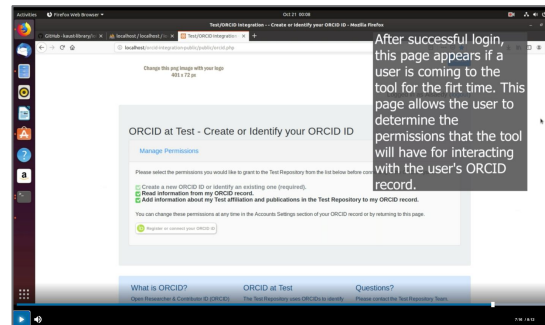 Activities
Firefox Web Browser
Oct 21 00:08
Test/ORCID Integration - - Create or identify your ORCID ID - Mozilla Firefox
GitHub - kaust-library/
localhost / localhost /
Test/ORCID Integration
localhost/orcid-integration-public/public/orcid.php
Change this png image with your logo
401 x 72 px
After successful login,
this page appears if a
user is coming to the
tool for the firt time. This
page allows the user to
determine the
permissions that the tool
will have for interacting
with the user's ORCID
record.
ORCID at Test - Create or Identify your ORCID ID
Manage Permissions
Please select the permissions you would like to grant to the Test Repository from the list below before
Create a new ORCID iD or identify an existing one (required).
Read information from my ORCID record.
Add information about my Test affiliation and publications in the Test Repository to my ORCID record.
You can change these permissions at any time in the Accounts Settings section of your ORCID record or by returning to this page.
Register or connect your ORCID iD
What is ORCID?
ORCID at Test
Questions?
Open Researcher & Contributor ID (ORCID)
The Test Repository uses ORCIDs to identify
Please contact the Test Repository Team
7:16 / 8:13